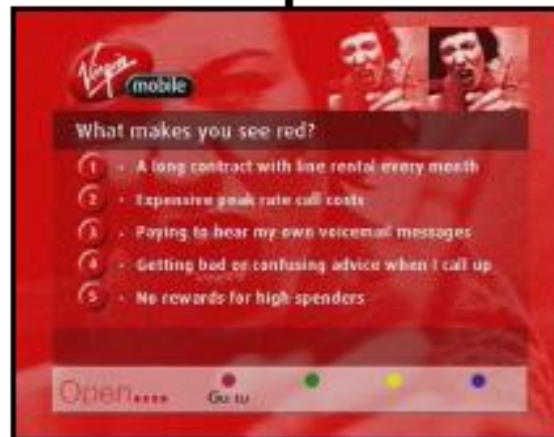 Virgin
mobile
What makes you see red?
1 - A long contract with line rental every month
2 - Expensive peak rate call costs
3 - Paying to hear my own voicemail messages
4 - Getting bad or confusing advice when I call up
5 - No rewards for high spenders
Open....
Go to